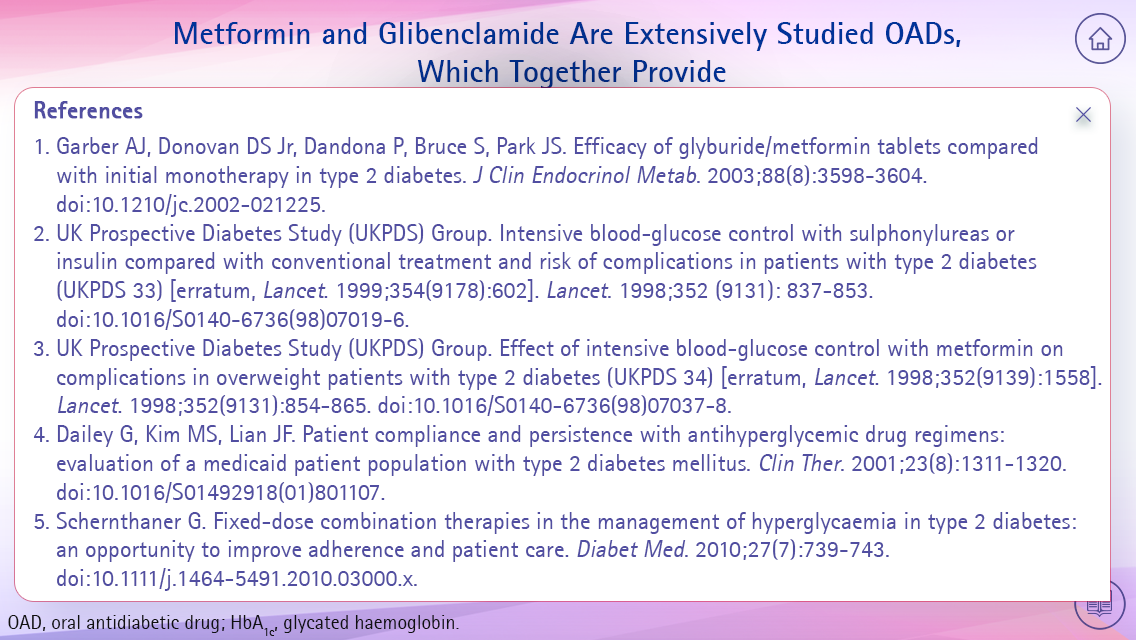 Metformin and Glibenclamide Are Extensively Studied OADs,
Which Together Provide
References
1. Garber AJ, Donovan DS Jr, Dandona P, Bruce S, Park JS. Efficacy of glyburide/metformin tablets compared
with initial monotherapy in type 2 diabetes. J Clin Endocrinol Metab. 2003;88(8):3598-3604.
doi:10.1210/jc.2002-021225.
2. UK Prospective Diabetes Study (UKPDS) Group. Intensive blood-glucose control with sulphonylureas or
insulin compared with conventional treatment and risk of complications in patients with type 2 diabetes
(UKPDS 33) [erratum, Lancet. 1999;354(9178):602]. Lancet. 1998;352 (9131): 837-853.
doi:10.1016/S0140-6736(98)07019-6.
3. UK Prospective Diabetes Study (UKPDS) Group. Effect of intensive blood-glucose control with metformin on
complications in overweight patients with type 2 diabetes (UKPDS 34) [erratum, Lancet. 1998;352(9139):1558].
Lancet. 1998;352(9131):854-865. doi:10.1016/S0140-6736(98)07037-8.
4. Dailey G, Kim MS, Lian JF. Patient compliance and persistence with antihyperglycemic drug regimens:
evaluation of a medicaid patient population with type 2 diabetes mellitus. Clin Ther. 2001;23(8):1311-1320.
doi:10.1016/S01492918(01)801107.
5. Schernthaner G. Fixed-dose combination therapies in the management of hyperglycaemia in type 2 diabetes:
an opportunity to improve adherence and patient care. Diabet Med. 2010;27(7):739-743.
doi:10.1111/j.1464-5491.2010.03000.x.
OAD, oral antidiabetic drug; HbA1c, glycated haemoglobin.